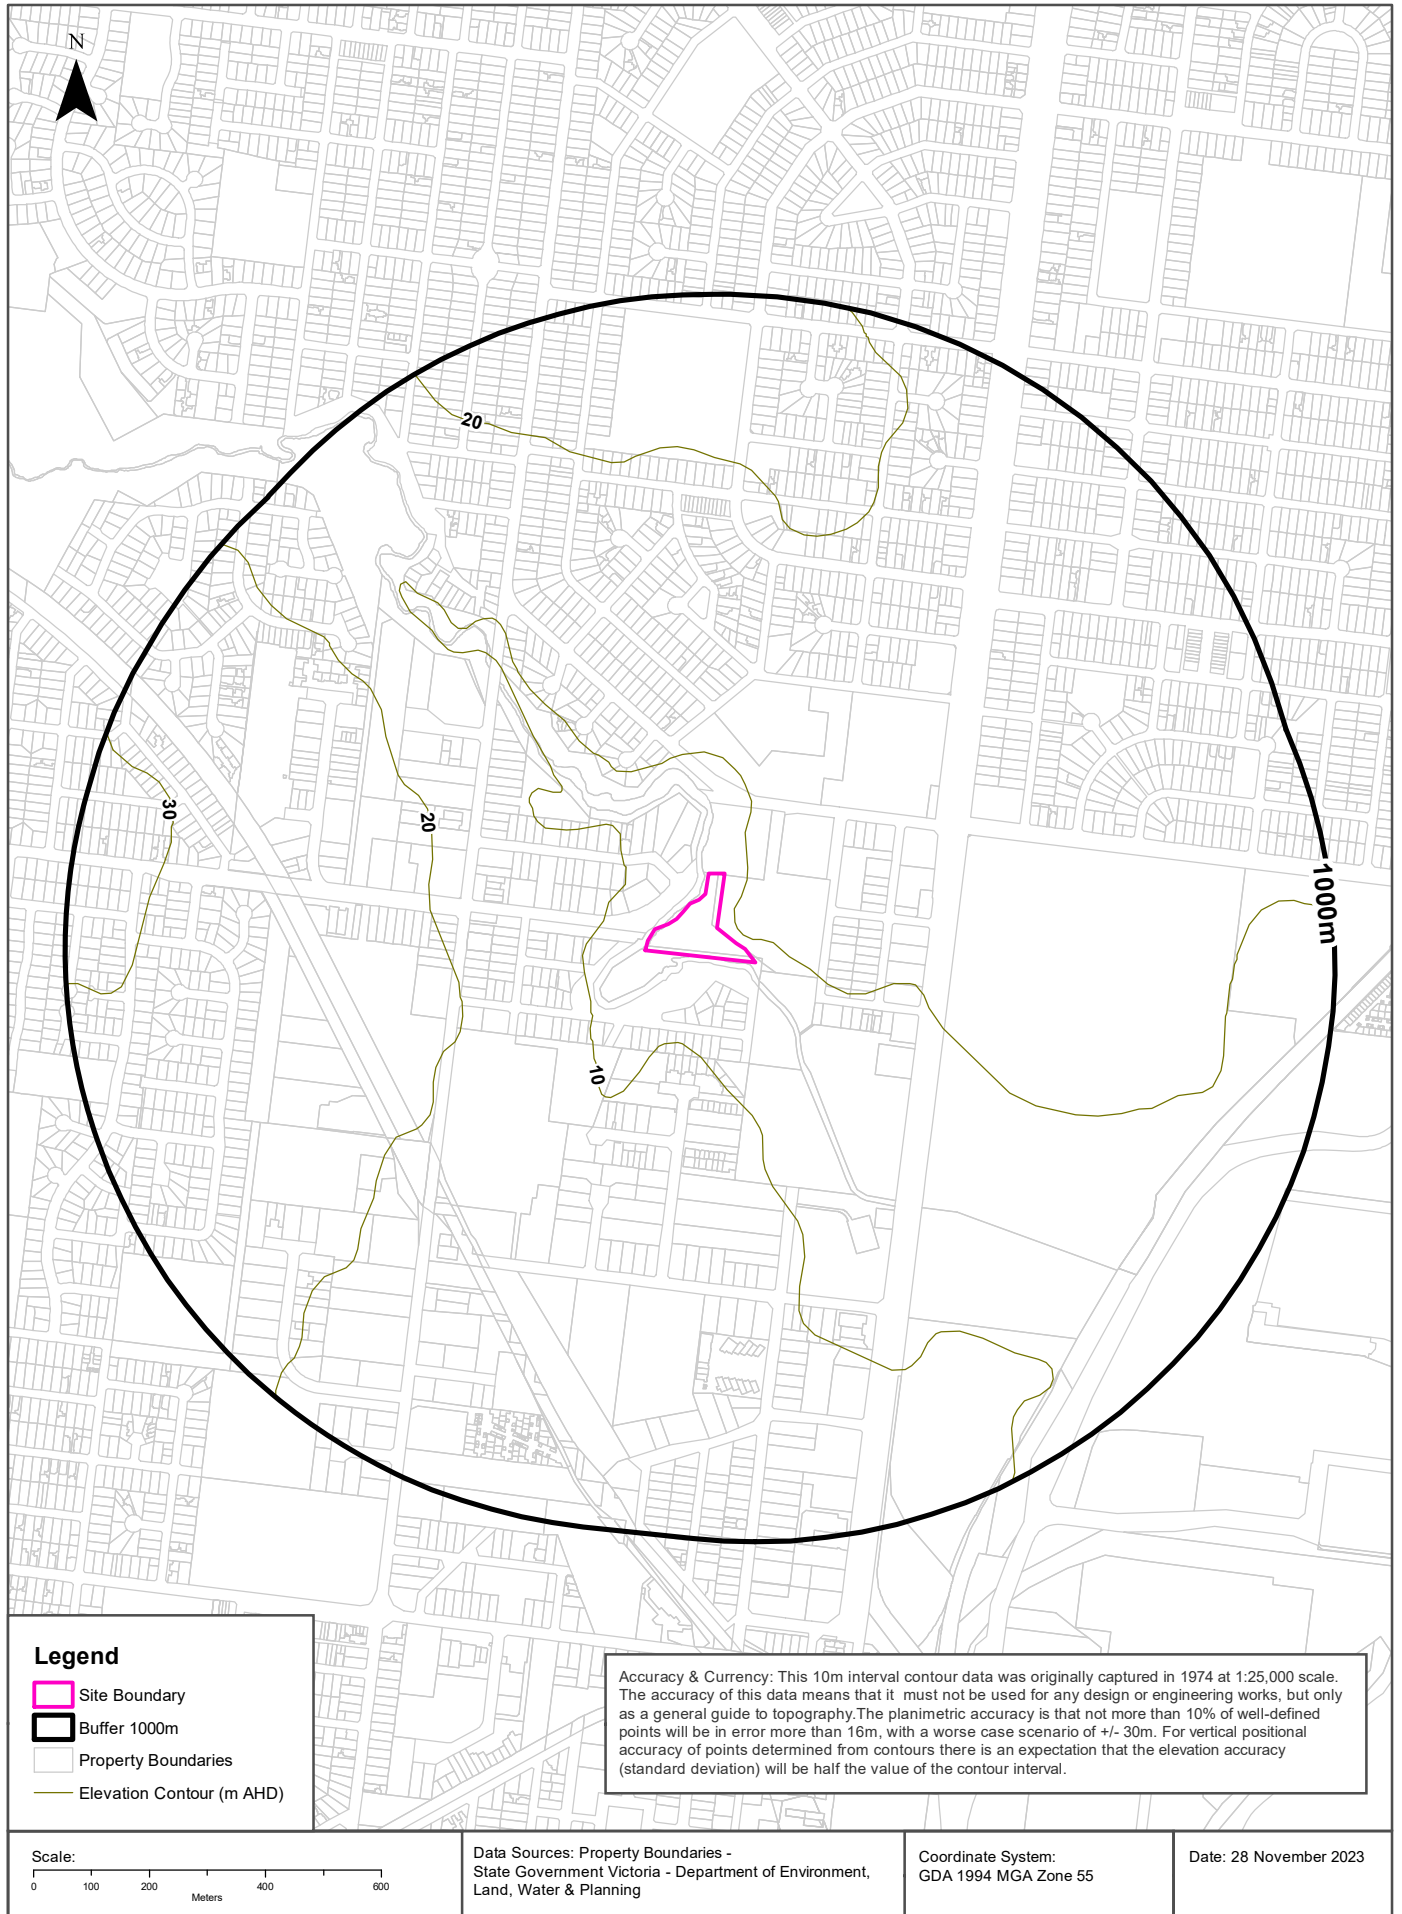 N
20
30
20
10
1000m
Legend
Site Boundary
Buffer 1000m
Property Boundaries
Elevation Contour (m AHD)
Accuracy & Currency: This 10m interval contour data was originally captured in 1974 at 1:25,000 scale.
The accuracy of this data means that it must not be used for any design or engineering works, but only
as a general guide to topography.The planimetric accuracy is that not more than 10% of well-defined
points will be in error more than 16m, with a worse case scenario of +/- 30m. For vertical positional
accuracy of points determined from contours there is an expectation that the elevation accuracy
(standard deviation) will be half the value of the contour interval.
Scale:
0 100 200 400 600
Meters
Data Sources: Property Boundaries -
State Government Victoria - Department of Environment,
Land, Water & Planning
Coordinate System:
GDA 1994 MGA Zone 55
Date: 28 November 2023